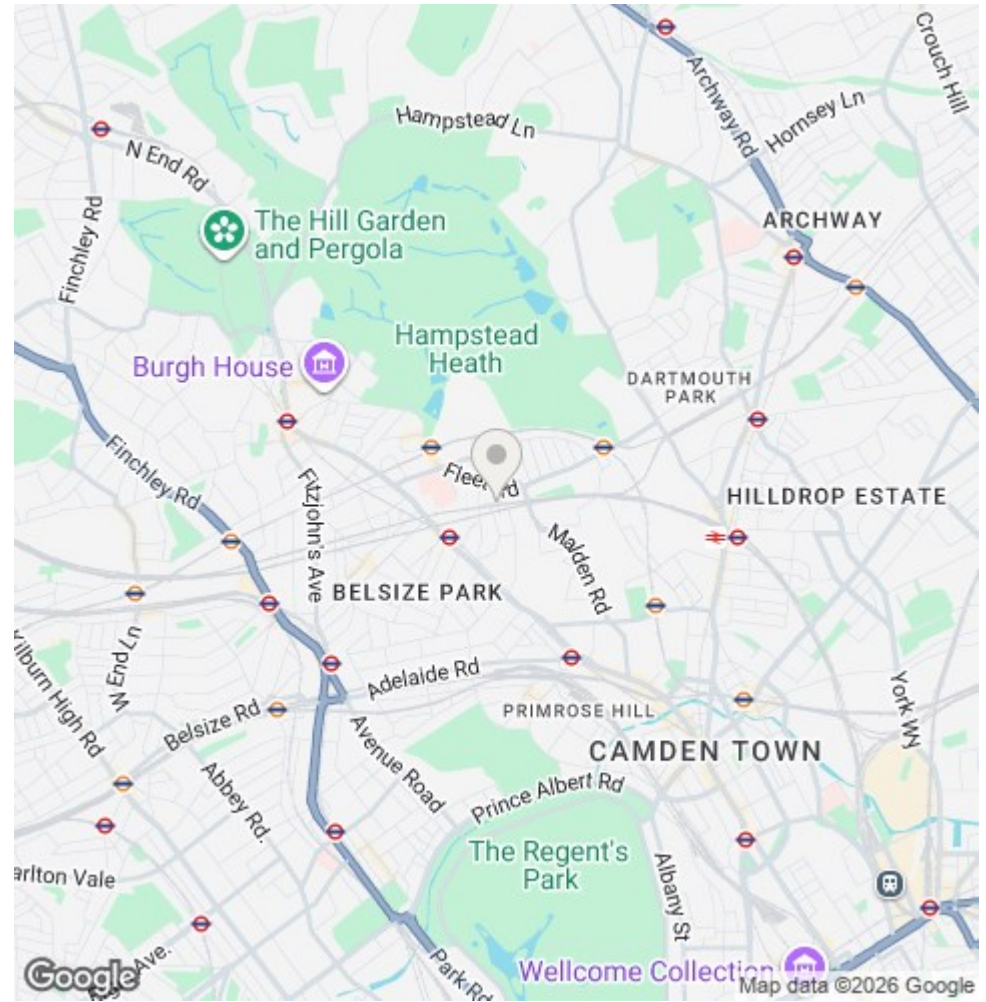 Crouch Hill
Archway Rd
Hornsey Ln
Hampstead Ln
N End Rd
Finchley Rd
The Hill Garden
and Pergola
ARCHWAY
Hampstead
Heath
Burgh House
DARTMOUTH
PARK
Finchley Rd
Fitzjohn's Ave
Fleet Rd
HILLDROP ESTATE
Malden Rd
BELSIZE PARK
W End Ln
Kilburn High Rd
Adelaide Rd
York Wy
Belsize Rd
PRIMROSE HILL
Avenue Road
CAMDEN TOWN
Abbey Rd.
Prince Albert Rd
The Regent's
Park
Albany St
arlton Vale
Park Rd
Wellcome Collection
Ave.
Google
Map data ©2026 Google